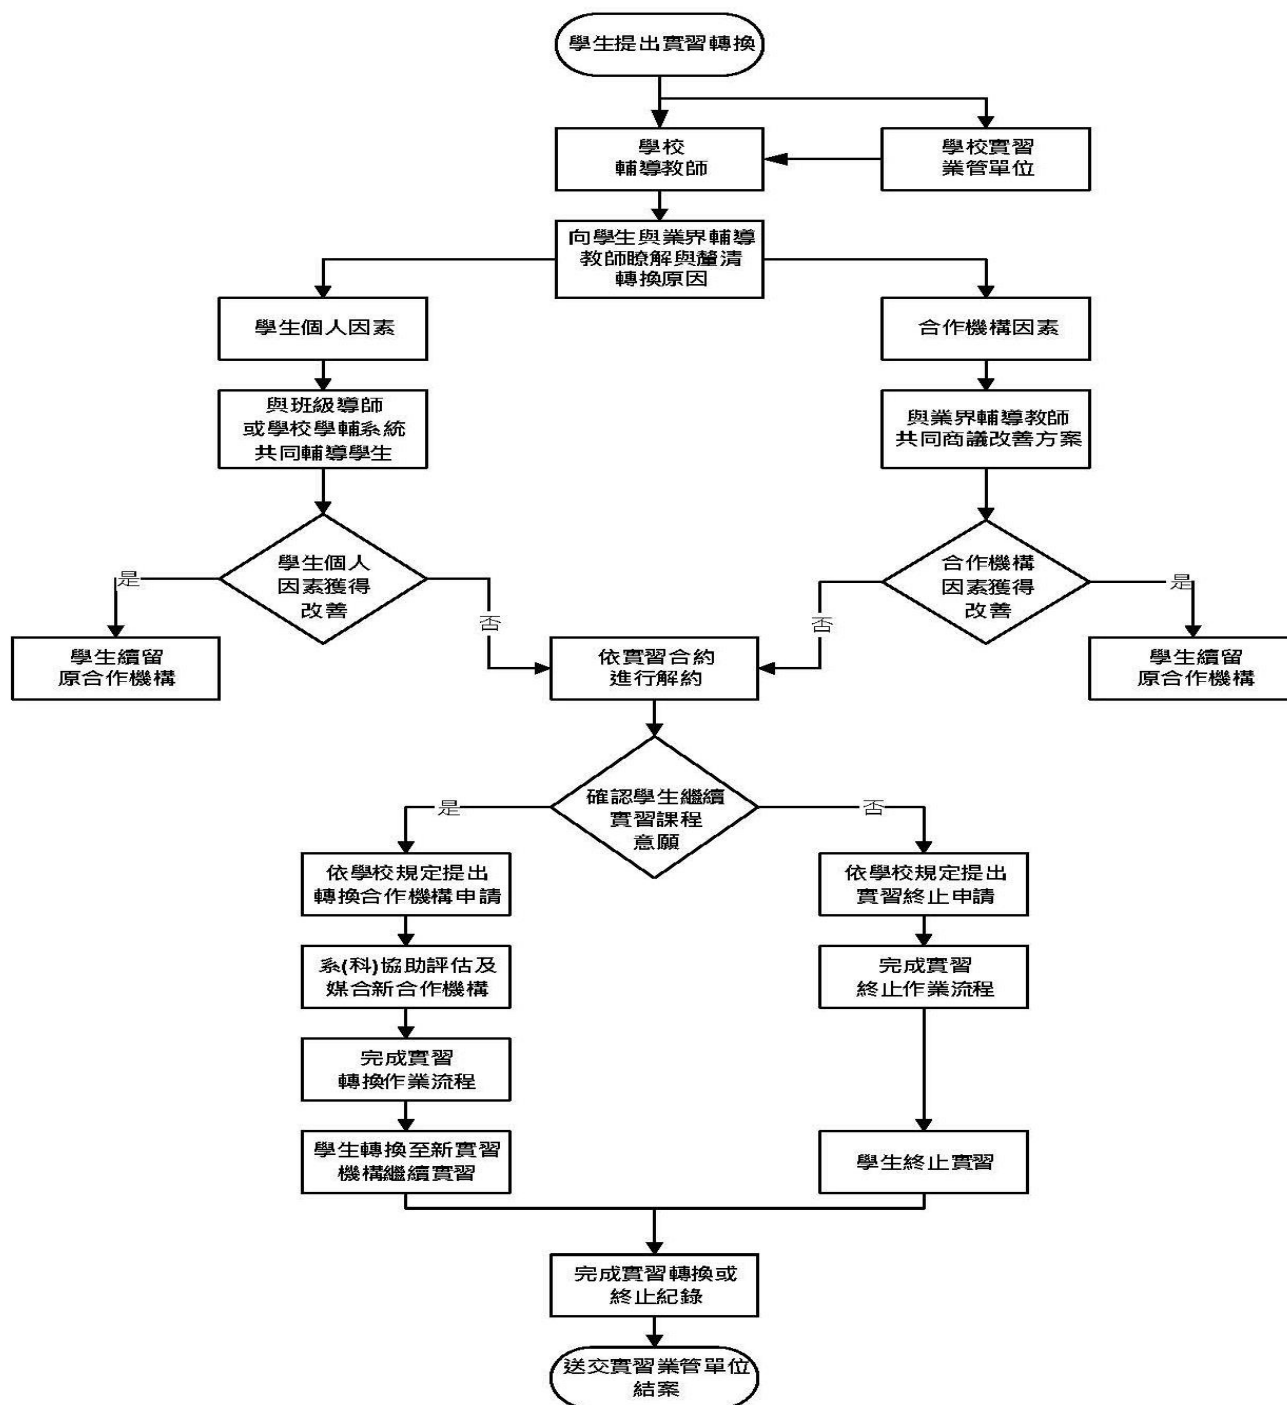 學生提出實習轉換
學校
輔導教師
學校實習
業管單位
向學生與業界輔導
教師瞭解與釐清
轉換原因
學生個人因素
合作機構因素
與班級導師
或學校學輔系統
共同輔導學生
與業界輔導教師
共同商議改善方案
學生個人
因素獲得
改善
合作機構
因素獲得
改善
是
否
否
是
學生續留
原合作機構
依實習合約
進行解約
學生續留
原合作機構
確認學生繼續
實習課程
意願
是
否
依學校規定提出
轉換合作機構申請
依學校規定提出
實習終止申請
系(科)協助評估及
媒合新合作機構
完成實習
終止作業流程
完成實習
轉換作業流程
學生轉換至新實習
機構繼續實習
學生終止實習
完成實習轉換或
終止紀錄
送交實習業管單位
結案